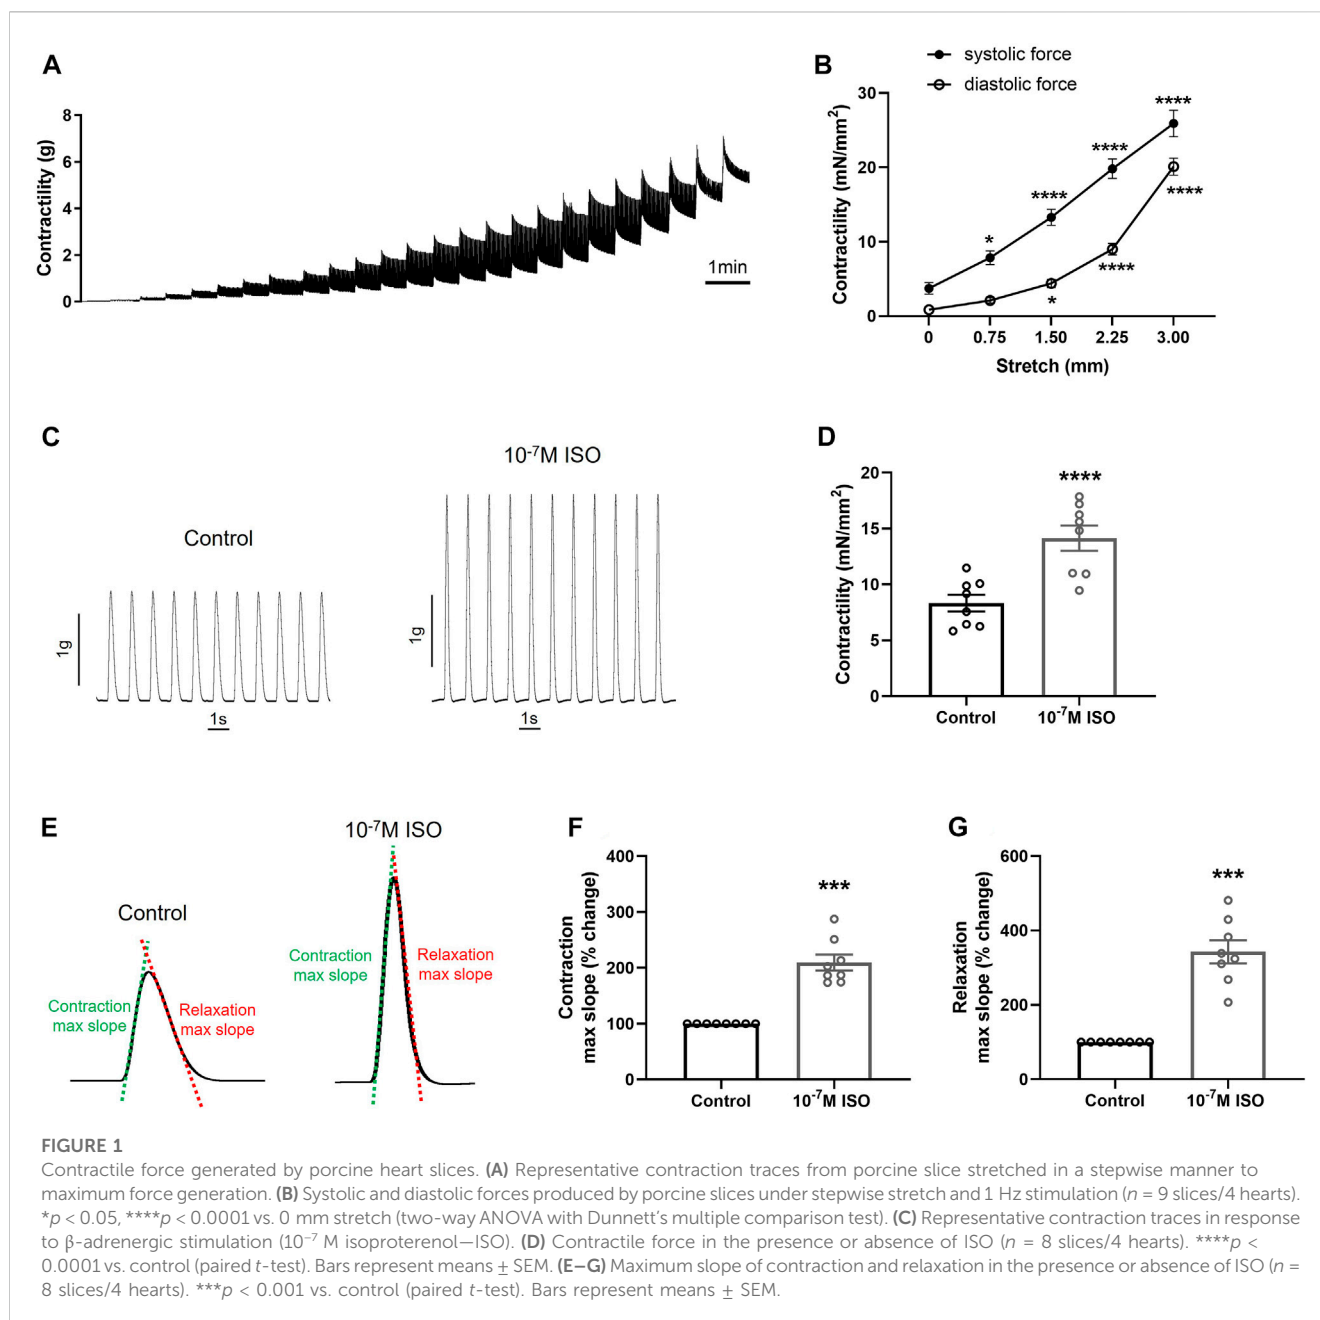 A
8
6
4
2
0
Contractility (g)
1min
B
systolic force
diastolic force
30
20
10
0
Contractility (mN/mm²)
****
****
****
*
****
****
*
0 0.75 1.50 2.25 3.00
Stretch (mm)
C
Control
1g
1s
10⁻⁷M ISO
1g
1s
D
20
15
10
5
0
Contractility (mN/mm²)
****
Control 10⁻⁷M ISO
E
Control
Contraction
max slope
Relaxation
max slope
10⁻⁷M ISO
Contraction
max slope
Relaxation
max slope
F
400
300
200
100
0
Contraction
max slope (% change)
***
Control 10⁻⁷M ISO
G
600
400
200
0
Relaxation
max slope (% change)
***
Control 10⁻⁷M ISO
FIGURE 1
Contractile force generated by porcine heart slices. (A) Representative contraction traces from porcine slice stretched in a stepwise manner to
maximum force generation. (B) Systolic and diastolic forces produced by porcine slices under stepwise stretch and 1 Hz stimulation (n = 9 slices/4 hearts).
*p < 0.05, ****p < 0.0001 vs. 0 mm stretch (two-way ANOVA with Dunnett's multiple comparison test). (C) Representative contraction traces in response
to β-adrenergic stimulation (10⁻⁷ M isoproterenol—ISO). (D) Contractile force in the presence or absence of ISO (n = 8 slices/4 hearts). ****p <
0.0001 vs. control (paired t-test). Bars represent means ± SEM. (E–G) Maximum slope of contraction and relaxation in the presence or absence of ISO (n =
8 slices/4 hearts). ***p < 0.001 vs. control (paired t-test). Bars represent means ± SEM.